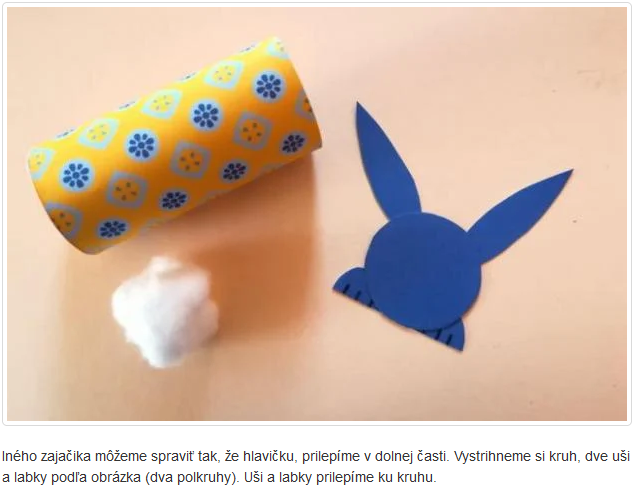 Iného zajačika môžeme spraviť tak, že hlavičku, prilepíme v dolnej časti. Vystrihneme si kruh, dve uši
a labky podľa obrázka (dva polkruhy). Uši a labky prilepíme ku kruhu.